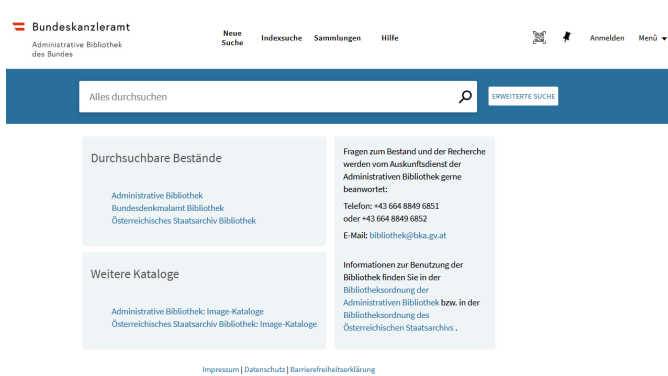 Bundeskanzleramt
Administrative Bibliothek
des Bundes
Neue
Suche
Indexsuche
Sammlungen
Hilfe
Anmelden
Menü
Alles durchsuchen
ERWEITERTE SUCHE
Durchsuchbare Bestände
Administrative Bibliothek
Bundesdenkmalamt Bibliothek
Österreichisches Staatsarchiv Bibliothek
Weitere Kataloge
Administrative Bibliothek: Image-Kataloge
Österreichisches Staatsarchiv Bibliothek: Image-Kataloge
Fragen zum Bestand und der Recherche
werden vom Auskunftsdienst der
Administrativen Bibliothek gerne
beanwortet:
Telefon: +43 664 8849 6851
oder +43 664 8849 6852
E-Mail: bibliothek@bka.gv.at
Informationen zur Benutzung der
Bibliothek finden Sie in der
Bibliotheksordnung der
Administrativen Bibliothek bzw. in der
Bibliotheksordnung des
Österreichischen Staatsarchivs .
Impressum | Datenschutz | Barrierefreiheitserklärung